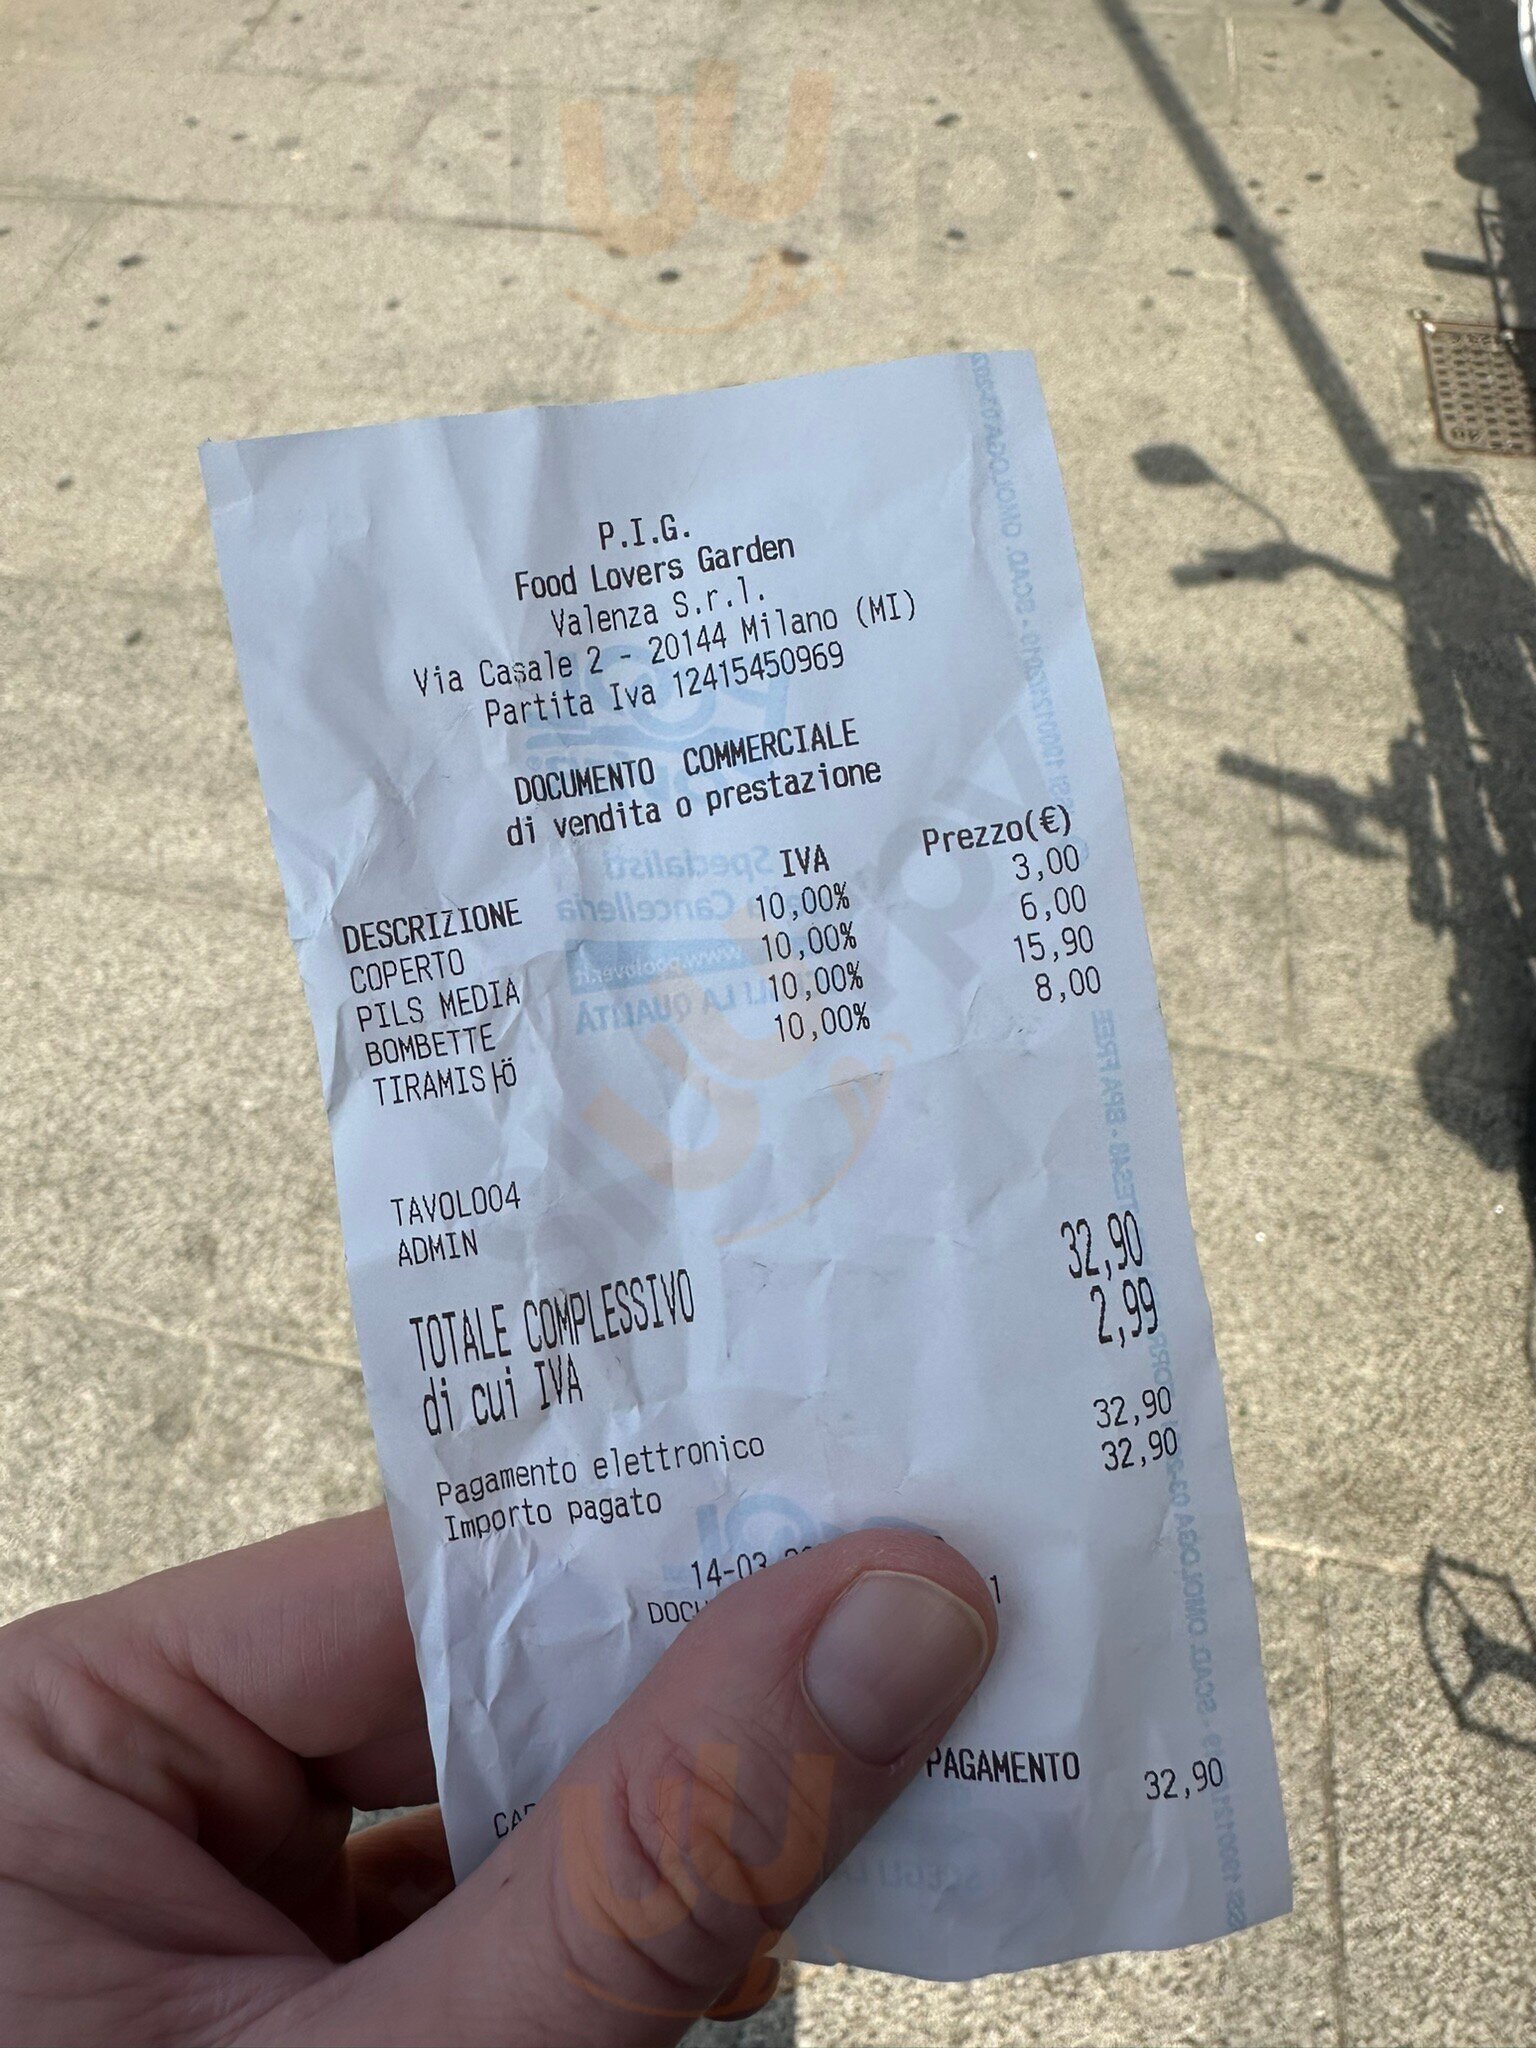 P.I.G.
Food Lovers Garden
Valenza S.r.l.
Via Casale 2 - 20144 Milano (MI)
Partita Iva 12415450969
DOCUMENTO COMMERCIALE
di vendita o prestazione
DESCRIZIONE IVA Prezzo(€)
COPERTO 10,00% 3,00
PILS MEDIA 10,00% 6,00
BOMBETTE 10,00% 15,90
TIRAMIS├Ö 10,00% 8,00
TAVOLO04
ADMIN
TOTALE COMPLESSIVO 32,90
di cui IVA 2,99
Pagamento elettronico 32,90
Importo pagato 32,90
14-03
PAGAMENTO
32,90